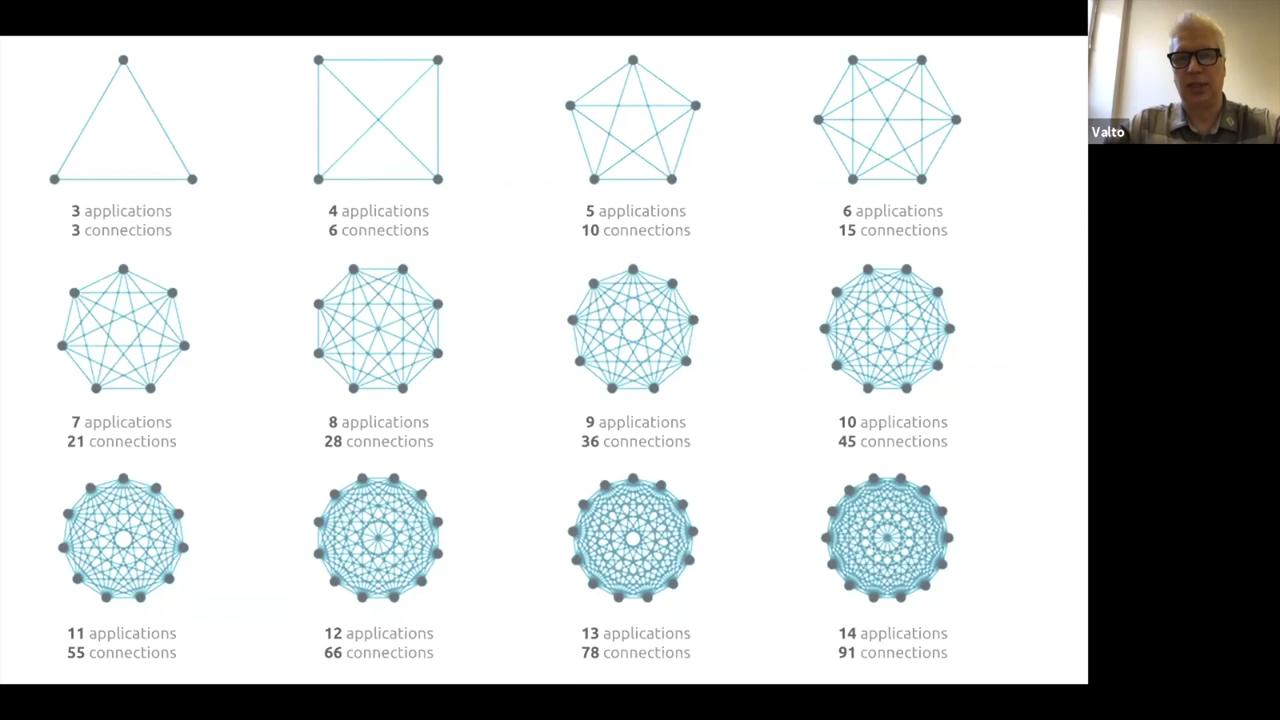 Valto
3 applications
3 connections
4 applications
6 connections
5 applications
10 connections
6 applications
15 connections
7 applications
21 connections
8 applications
28 connections
9 applications
36 connections
10 applications
45 connections
11 applications
55 connections
12 applications
66 connections
13 applications
78 connections
14 applications
91 connections